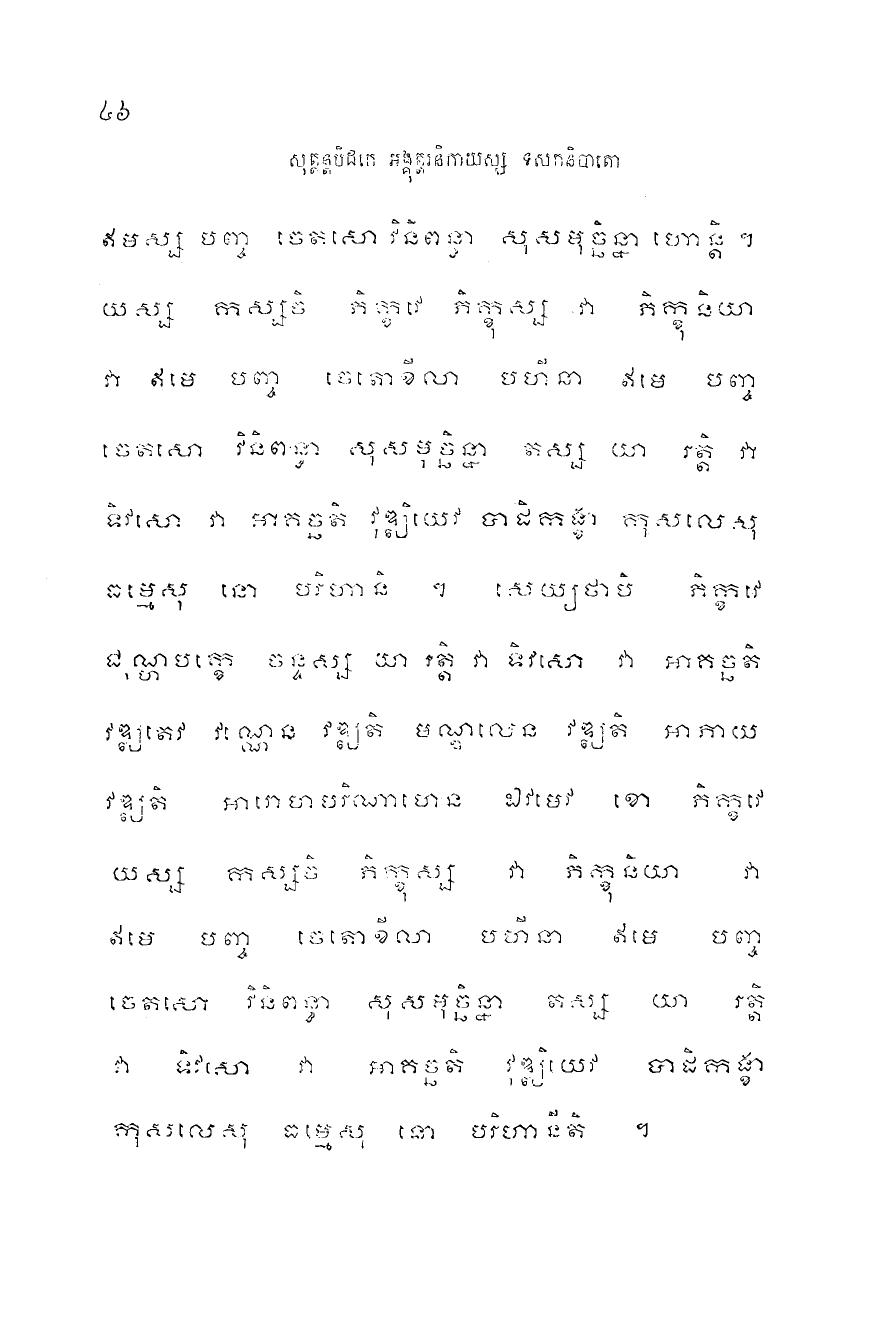 ៤៦
សុត្តន្តបិដកេ អង្គុត្តរនិកាយស្ស ទសកនិបាតោ
ឥមស្ស បញ្ច ចេតសោ វិនិពន្ធា សុសមុច្ឆិន្នា ហោន្តិ ។
យស្ស កស្សចិ ភិក្ខវេ ភិក្ខុស្ស វា ភិក្ខុនិយា
វា ឥមេ បញ្ច ចេតោខីលា បហីនា ឥមេ បញ្ច
ចេតសោ វិនិពន្ធា សុសមុច្ឆិន្នា តស្ស យា រត្តិ វា
ទិវសោ វា អាគច្ឆតិ វុឌ្ឍិយេវ បាដិកង្ខា កុសលេសុ
ធម្មេសុ នោ បរិហានិ ។ សេយ្យថាបិ ភិក្ខវេ
ជុណ្ហបក្ខេ ចន្ទស្ស យា រត្តិ វា ទិវសោ វា អាគច្ឆតិ
វឌ្ឍតេវ វណ្ណេន វឌ្ឍតិ មណ្ឌលេន វឌ្ឍតិ អាភាយ
វឌ្ឍតិ អារោហបរិណាហេន ឯវមេវ ខោ ភិក្ខវេ
យស្ស កស្សចិ ភិក្ខុស្ស វា ភិក្ខុនិយា វា
ឥមេ បញ្ច ចេតោខីលា បហីនា ឥមេ បញ្ច
ចេតសោ វិនិពន្ធា សុសមុច្ឆិន្នា តស្ស យា រត្តិ
វា ទិវសោ វា អាគច្ឆតិ វុឌ្ឍិយេវ បាដិកង្ខា
កុសលេសុ ធម្មេសុ នោ បរិហានីតិ ។